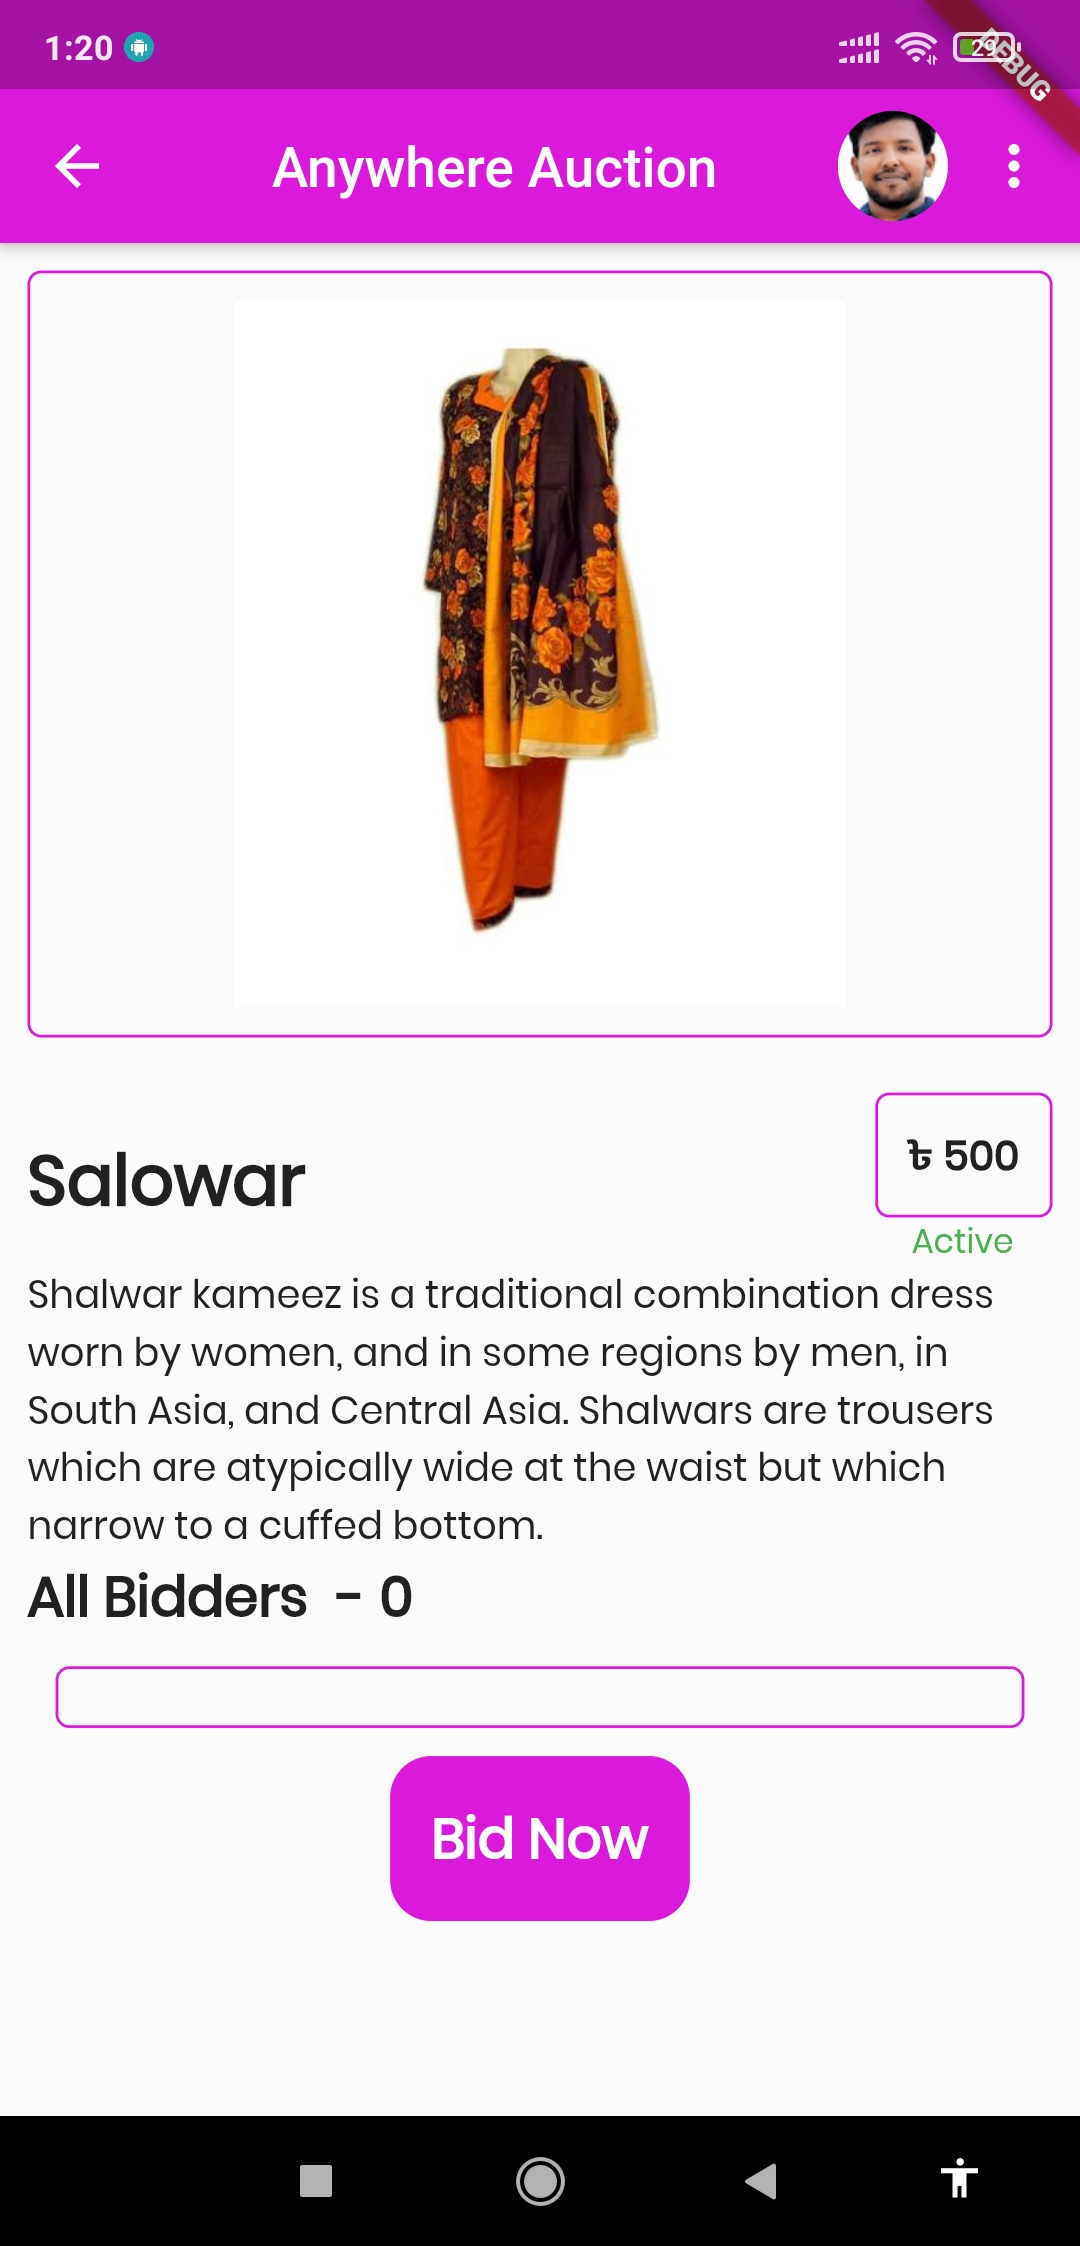 1:20
29
DEBUG
Anywhere Auction
Salowar
৳ 500
Active
Shalwar kameez is a traditional combination dress
worn by women, and in some regions by men, in
South Asia, and Central Asia. Shalwars are trousers
which are atypically wide at the waist but which
narrow to a cuffed bottom.
All Bidders - 0
Bid Now